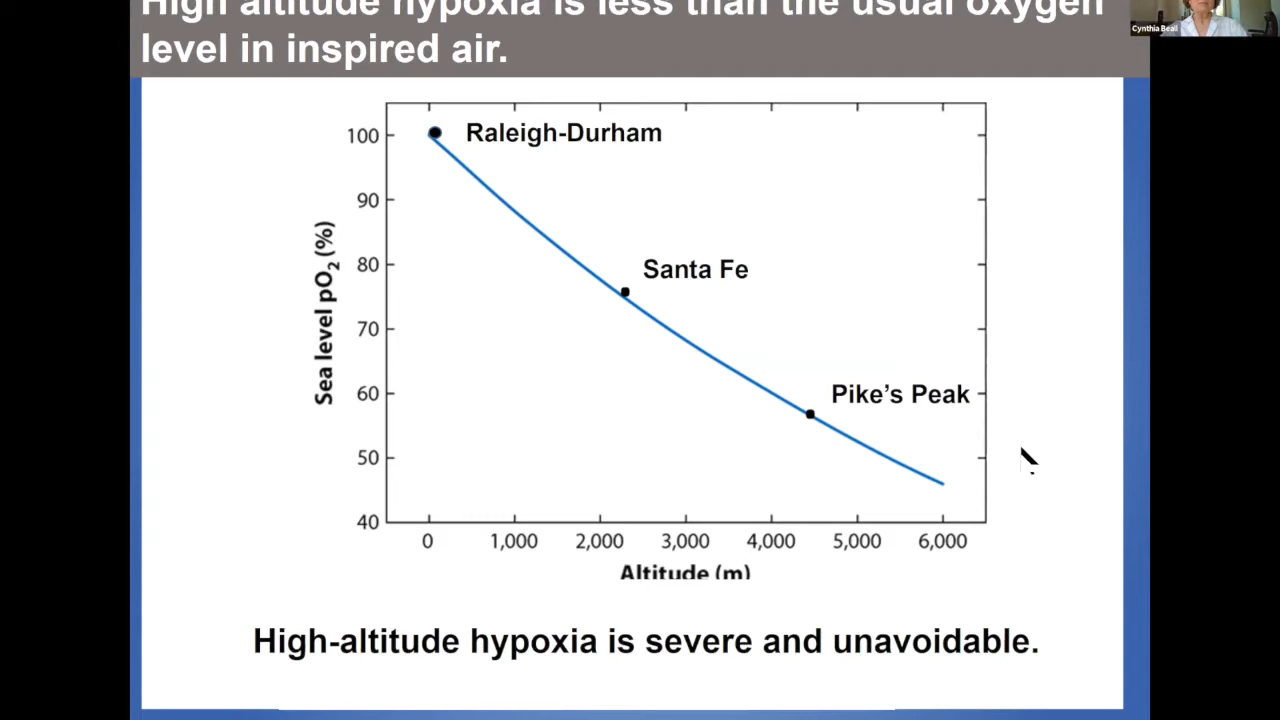 High altitude hypoxia is less than the usual oxygen
level in inspired air.
Cynthia Beall
100
Raleigh-Durham
90
80
Santa Fe
70
60
Pike's Peak
50
40
Sea level pO2 (%)
0 1,000 2,000 3,000 4,000 5,000 6,000
Altitude (m)
High-altitude hypoxia is severe and unavoidable.